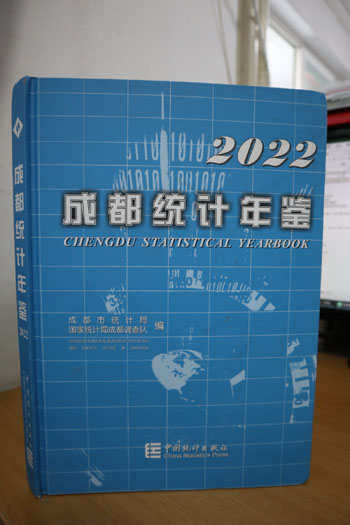 2022
成都统计年鉴
CHENGDU STATISTICAL YEARBOOK
成都市统计局
国家统计局成都调查队
编
中国统计出版社
China Statistics Press
成都统计年鉴
2022